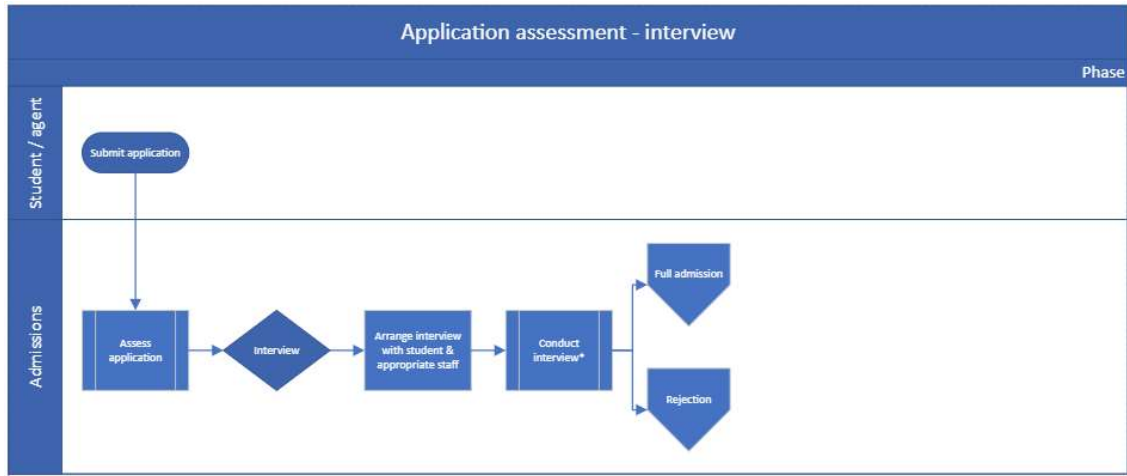 Application assessment - interview
Phase
Student / agent
Submit application
Admissions
Assess
application
Interview
Arrange interview
with student &
appropriate staff
Conduct
interview*
Full admission
Rejection